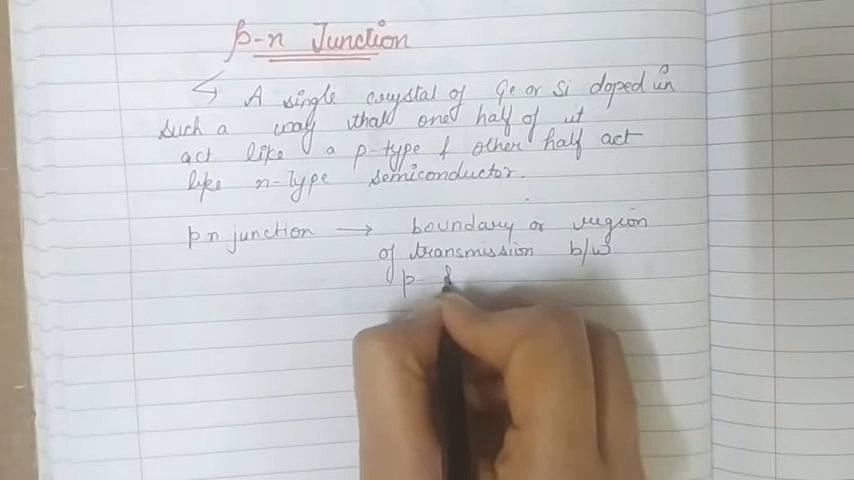 p-n Junction
↳ A single crystal of Ge or Si doped in
such a way that one half of it
act like a p-type & other half act
like n-Type semiconductor.
pn junction → boundary or region
of transmission b/w
p- &